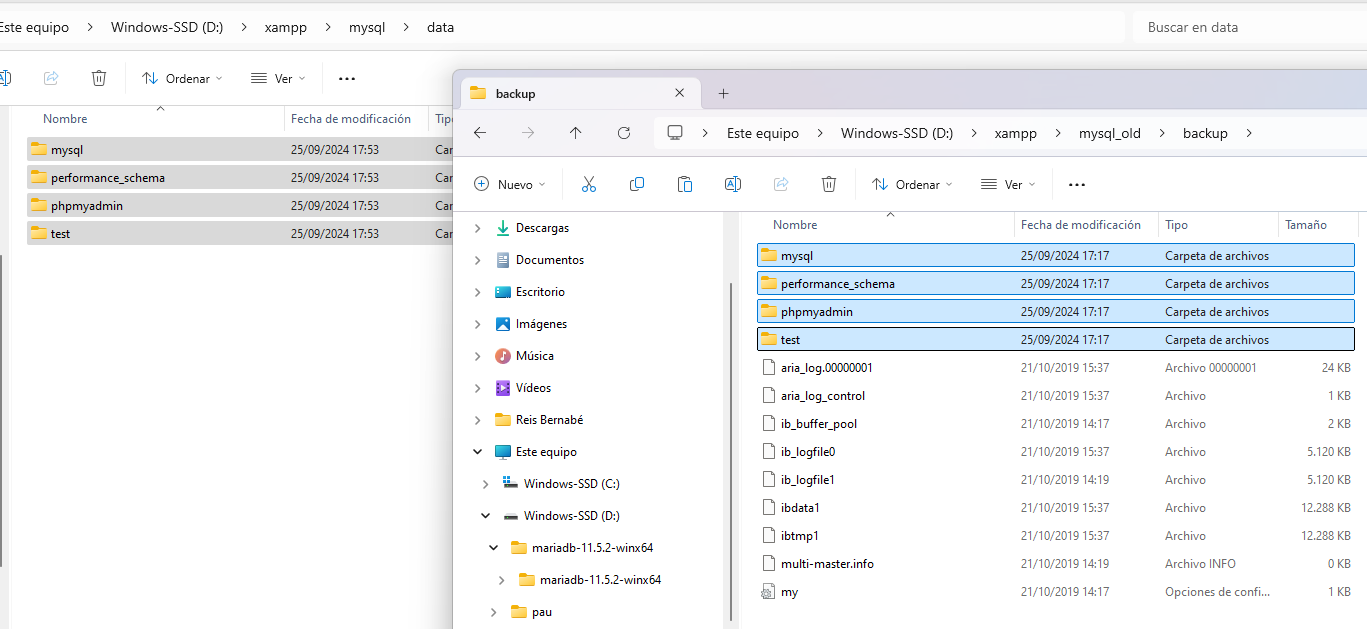 Este equipo > Windows-SSD (D:) > xampp > mysql > data
Buscar en data
Ordenar Ver ...
Nombre Fecha de modificación
mysql 25/09/2024 17:53
performance_schema 25/09/2024 17:53
phpmyadmin 25/09/2024 17:53
test 25/09/2024 17:53
backup
Este equipo > Windows-SSD (D:) > xampp > mysql_old > backup >
Nuevo Ordenar Ver ...
Descargas
Documentos
Escritorio
Imágenes
Música
Vídeos
Reis Bernabé
Este equipo
Windows-SSD (C:)
Windows-SSD (D:)
mariadb-11.5.2-winx64
mariadb-11.5.2-winx64
pau
Nombre Fecha de modificación Tipo Tamaño
mysql 25/09/2024 17:17 Carpeta de archivos
performance_schema 25/09/2024 17:17 Carpeta de archivos
phpmyadmin 25/09/2024 17:17 Carpeta de archivos
test 25/09/2024 17:17 Carpeta de archivos
aria_log.00000001 21/10/2019 15:37 Archivo 00000001 24 KB
aria_log_control 21/10/2019 15:37 Archivo 1 KB
ib_buffer_pool 21/10/2019 14:17 Archivo 2 KB
ib_logfile0 21/10/2019 15:37 Archivo 5.120 KB
ib_logfile1 21/10/2019 14:19 Archivo 5.120 KB
ibdata1 21/10/2019 15:37 Archivo 12.288 KB
ibtmp1 21/10/2019 15:37 Archivo 12.288 KB
multi-master.info 21/10/2019 14:19 Archivo INFO 0 KB
my 21/10/2019 14:17 Opciones de confi... 1 KB